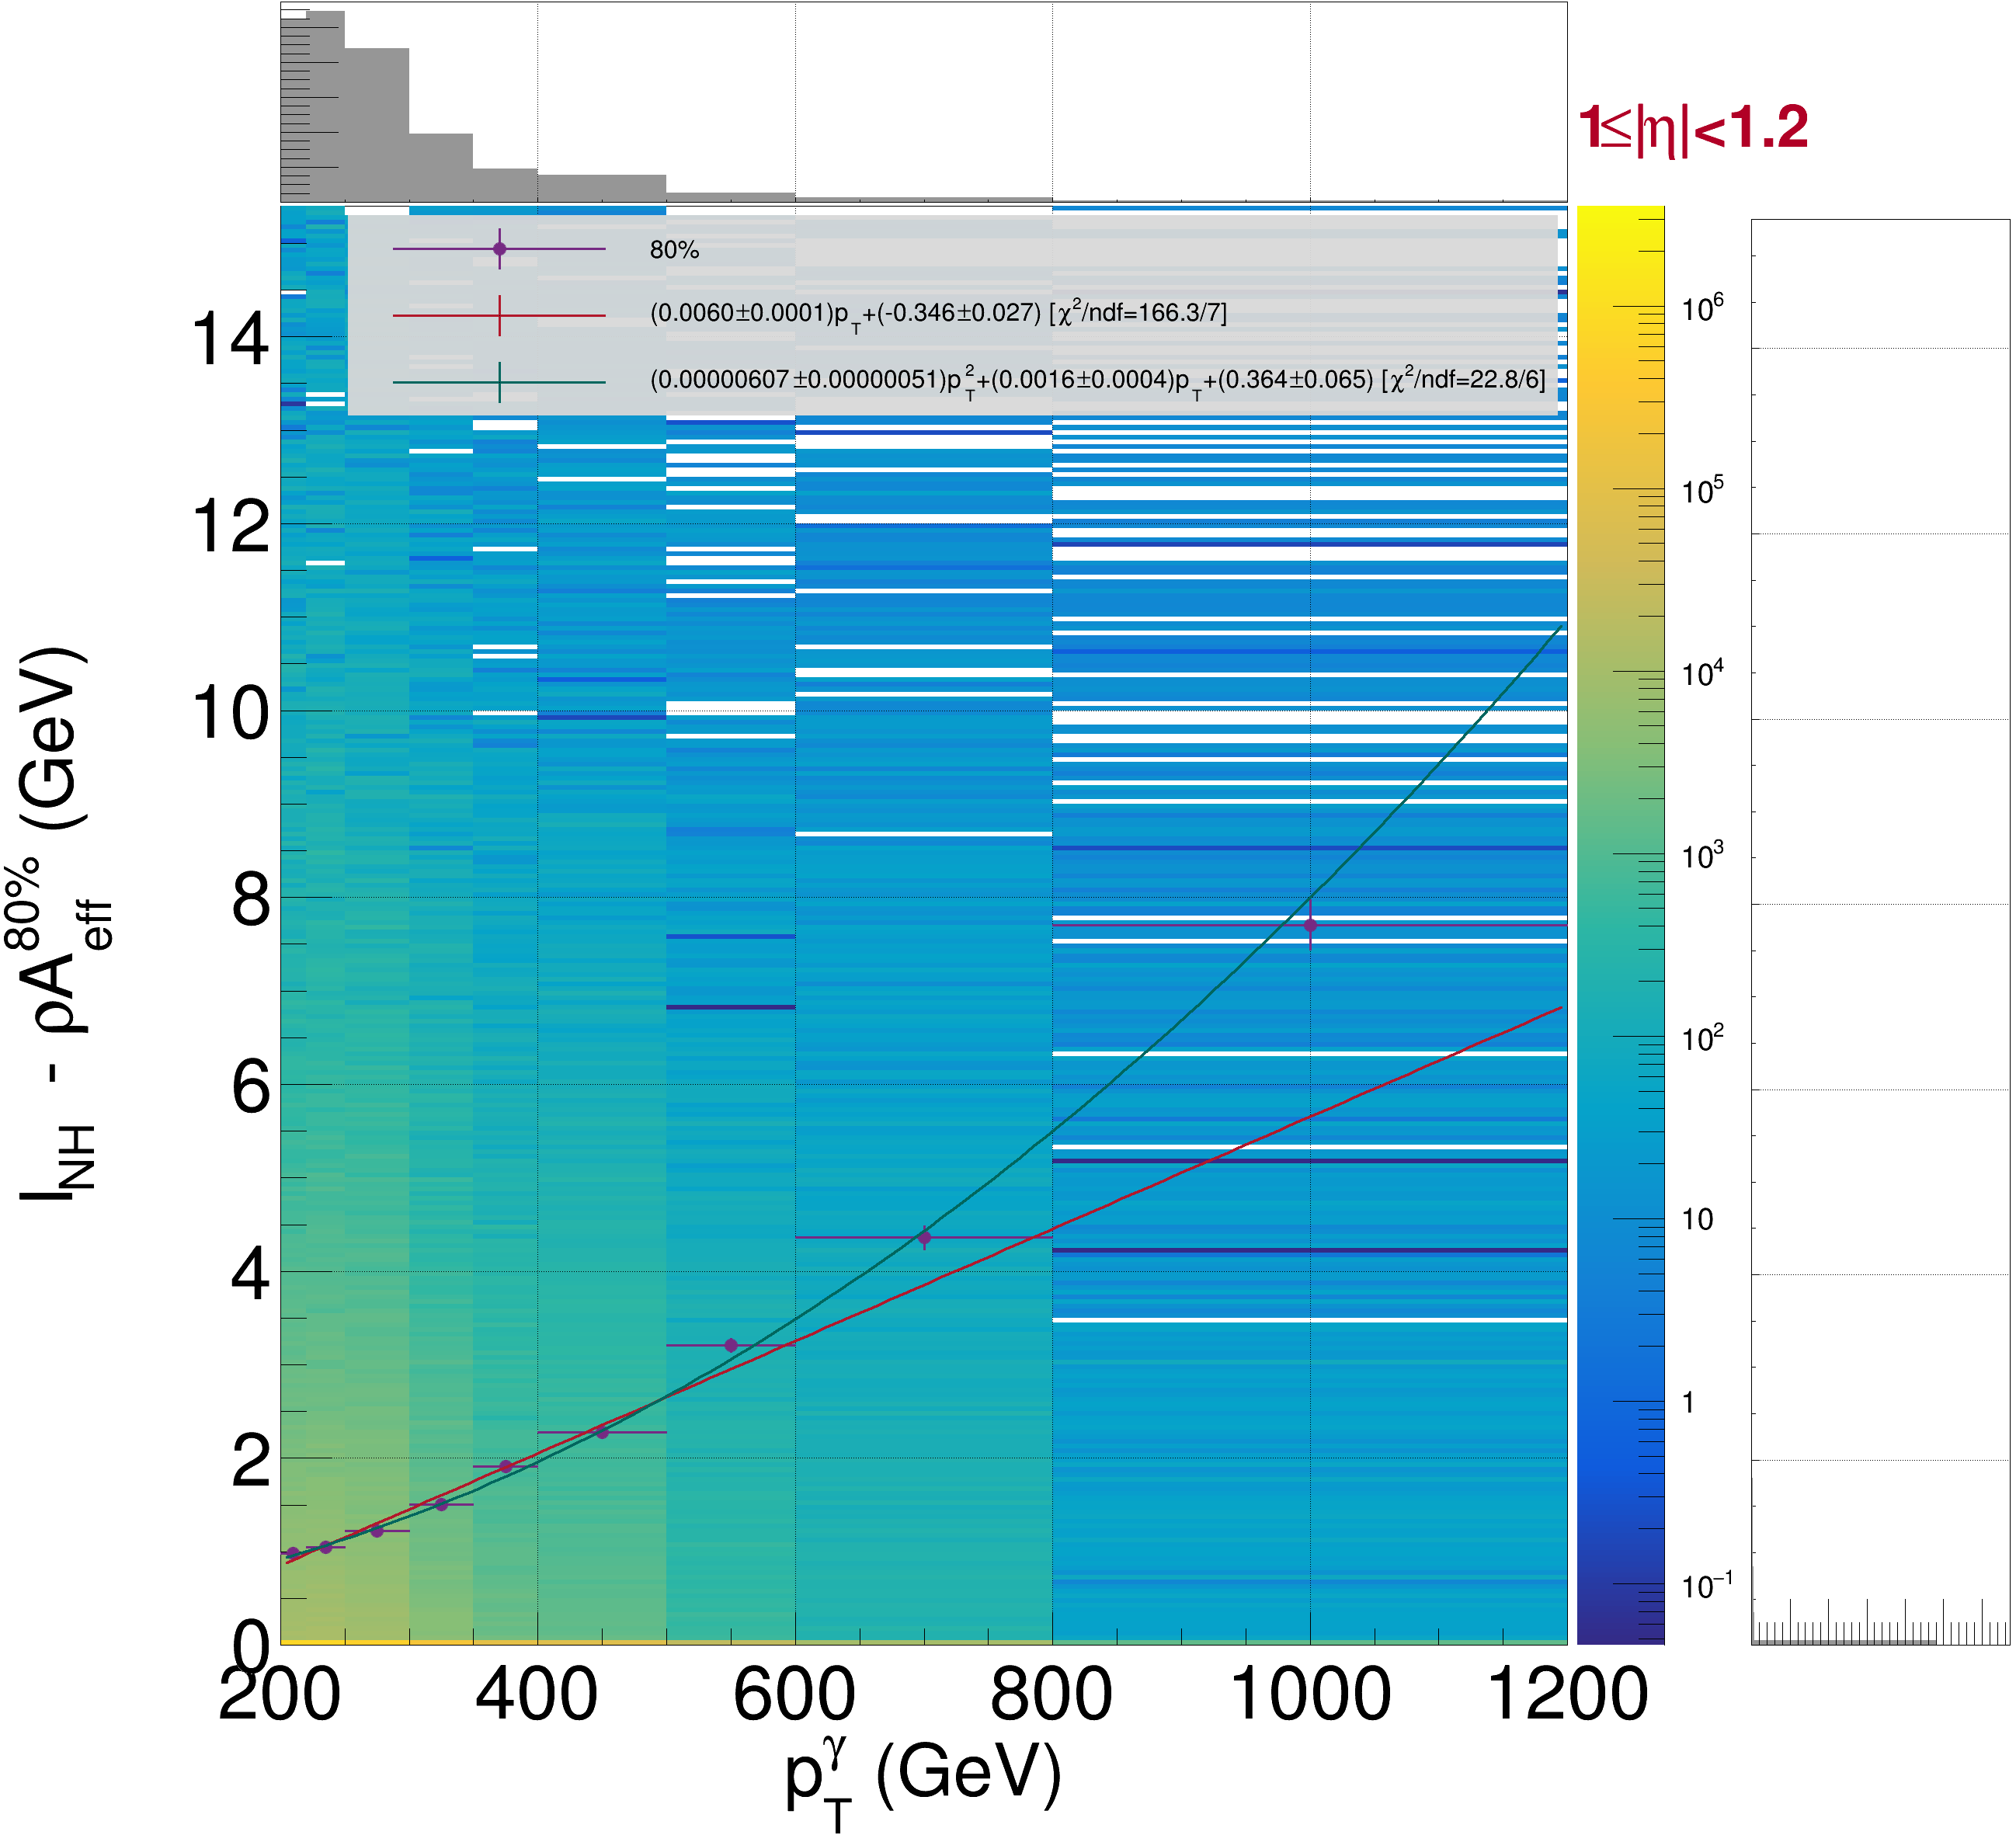 1≤|η|<1.2
80%
(0.0060±0.0001)p_T+(-0.346±0.027) [χ²/ndf=166.3/7]
(0.00000607±0.00000051)p_T²+(0.0016±0.0004)p_T+(0.364±0.065) [χ²/ndf=22.8/6]
I_NH - ρA_eff^80% (GeV)
14
12
10
8
6
4
2
0
200 400 600 800 1000 1200
p_T^γ (GeV)
10⁶
10⁵
10⁴
10³
10²
10
1
10⁻¹